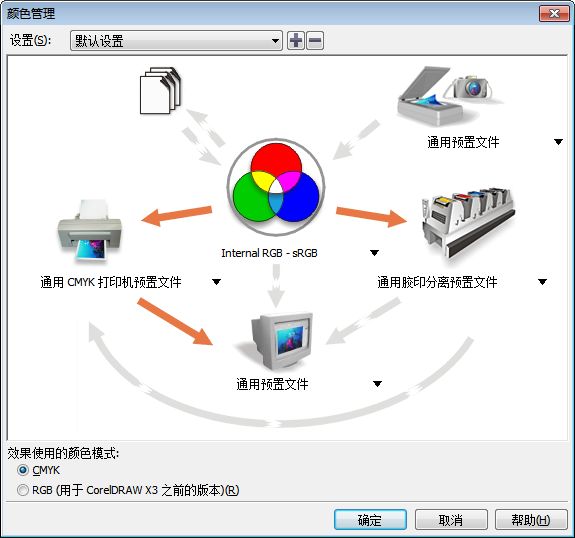 颜色管理
设置(S):
默认设置
通用预置文件
Internal RGB - sRGB
通用 CMYK 打印机预置文件
通用胶印分离预置文件
通用预置文件
效果使用的颜色模式:
CMYK
RGB (用于 CorelDRAW X3 之前的版本)(R)
确定 取消 帮助(H)